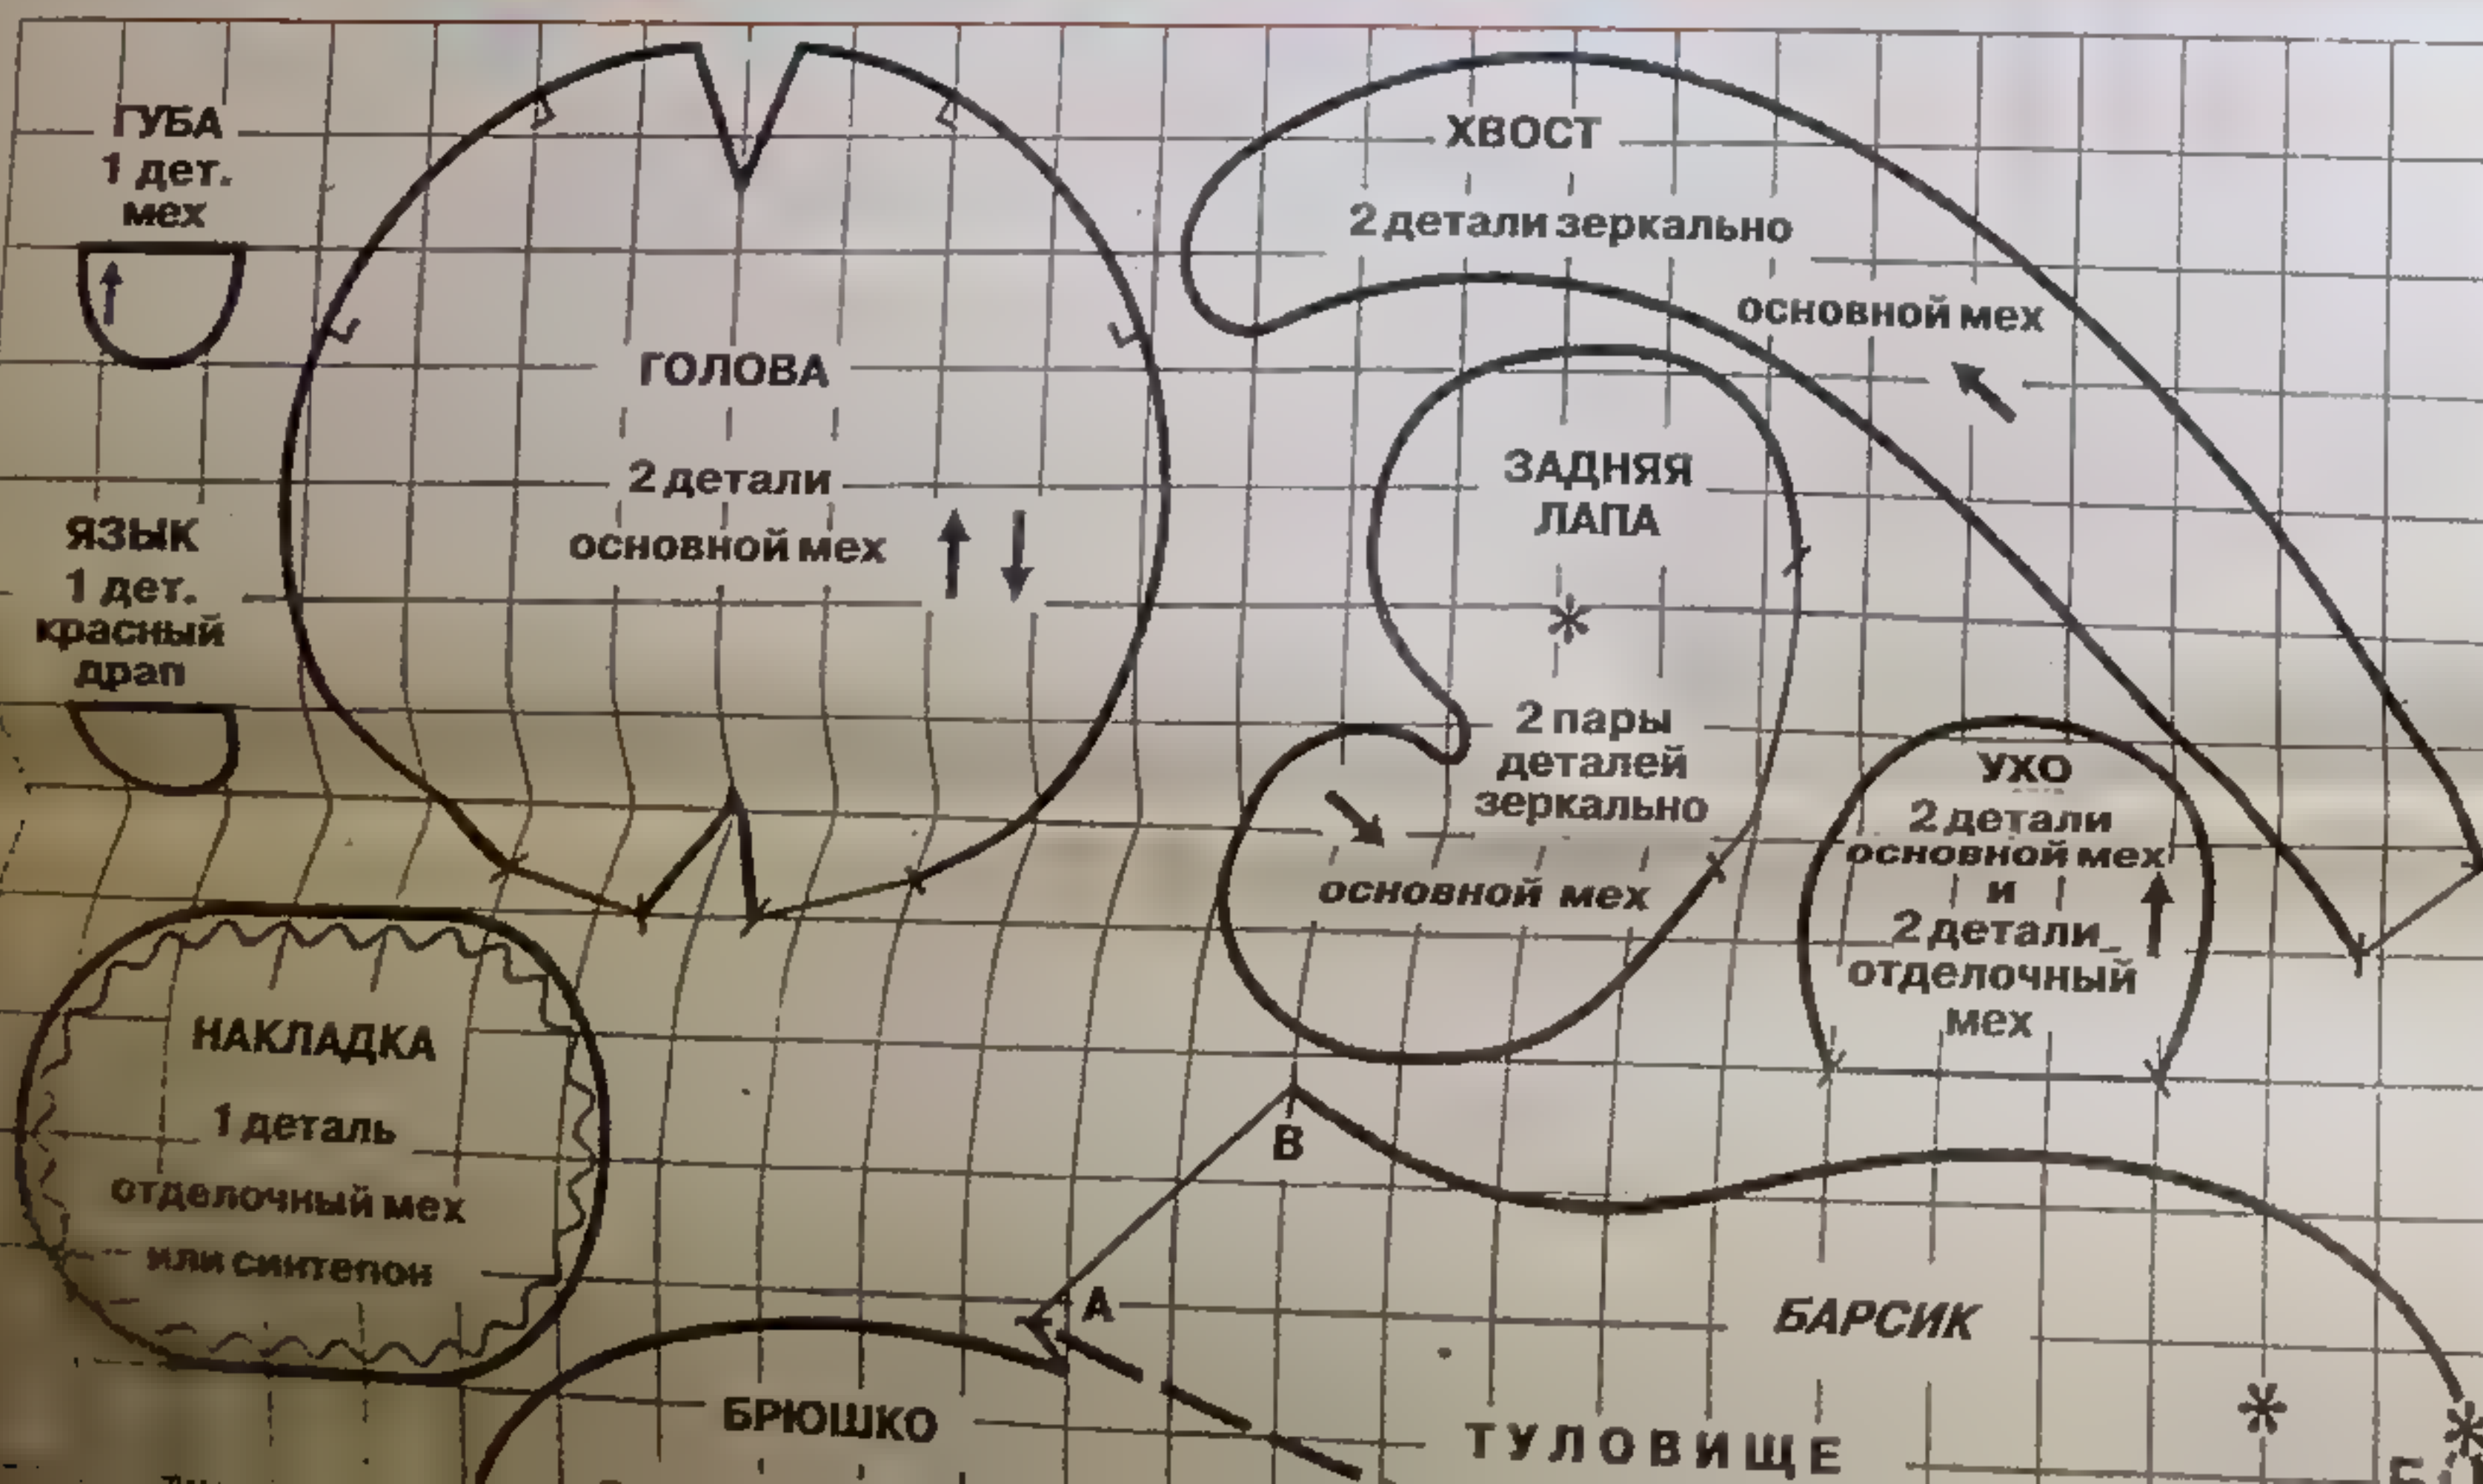 ГУБА
1 дет.
мех
ГОЛОВА
2 детали
основной мех
ХВОСТ
2 детали зеркально
основной мех
ЗАДНЯЯ
ЛАПА
2 пары
деталей
зеркально
основной мех
ЯЗЫК
1 дет.
красный
драп
УХО
2 детали
основной мех
и
2 детали
отделочный
мех
НАКЛАДКА
1 деталь
отделочный мех
или синтепон
В
А
БАРСИК
БРЮШКО
ТУЛОВИЩЕ